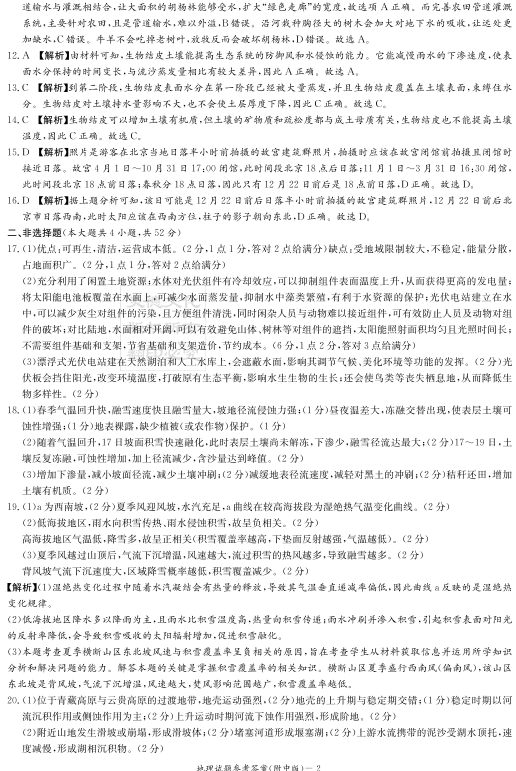 道输水与灌溉相结合,让大面积的胡杨林能够受水,扩大“绿色走廊”的宽度,故选项 A 正确。而完善农田管道灌溉
系统,主要针对农田,且是管道输水,难以外溢,B错误。沿河栽种胸径大的树木会加大对地下水的吸收,让远处更
加缺水,C错误。牛羊不会吃掉老树叶,放牧反而会破坏胡杨林,D错误。故选 A。
12. A 【解析】由材料可知,生物结皮土壤能提高生态系统的防御风和水侵蚀的能力。它能减慢雨水的下渗速度,使表
面水分保持的时间变长,与流沙蒸发量相比有较大差异,因此 A 正确。故选 A。
13. C 【解析】到第二阶段,生物结皮表面水分在第一阶段已经被大量蒸发,并且生物结皮覆盖在土壤表面,束缚住水
分。生物结皮对土壤持水量影响不大,也不会使土层厚度下降,因此 C 正确。故选 C。
14. C 【解析】生物结皮可以增加土壤有机质,但土壤的矿物质和疏松度都与成土母质有关,生物结皮也不能提高土壤
温度,因此 C 正确。故选 C。
15. D 【解析】照片是游客在北京当地日落半小时前拍摄的故宫建筑群照片,拍摄时应该在故宫闭馆前拍摄且闭馆时
接近日落。故宫 4 月 1 日～10 月 31 日 17:00 闭馆,此时间段北京 18 点后日落;11 月 1 日～3 月 31 日 16:30 闭馆,
此时间段北京 18 点前日落;春秋分 18 点日落,因此只有 12 月 22 日前后是 18 点前日落,D 正确。故选 D。
16. D 【解析】据上题分析可知,该日可能是 12 月 22 日前后日落半小时前拍摄的故宫建筑群照片,12 月 22 日前后北
京市日落西南,此时太阳应该在西南方位,柱子的影子朝向东北,D 正确。故选 D。
二、非选择题(本大题共 4 小题,共 52 分)
17. (1)优点:可再生,清洁,运营成本低。(2 分,1 点 1 分,答对 2 点给满分)缺点:受地域限制较大,不稳定,能量分散,
占地面积广。(2 分,1 点 1 分,答对 2 点给满分)
(2)充分利用了闲置土地资源;水体对光伏组件有冷却效应,可以抑制组件表面温度上升,从而获得更高的发电量;
将太阳能电池板覆盖在水面上,可减少水面蒸发量,抑制水中藻类繁殖,有利于水资源的保护;光伏电站建立在水
中,可以减少灰尘对组件的污染,且方便组件清洗,同时闲杂人员与动物难以接近组件,可有效防止人员及动物对组
件的破坏;对比陆地,水面相对开阔,可以有效避免山体、树林等对组件的遮挡,太阳能照射面积均匀且光照时间长;
不需要组件基础和支架,节省基础和支架造价,节约成本。(6 分,1 点 2 分,答对 3 点给满分)
(3)漂浮式光伏电站建在天然湖泊和人工水库上,会遮蔽水面,影响其调节气候、美化环境等功能的发挥。(2 分)光
伏板会挡住阳光,改变环境温度,打破原有生态平衡,影响水生生物的生长;还会使鸟类等丧失栖息地,从而降低生
物多样性。(2 分)
18. (1)春季气温回升快,融雪速度快且融雪量大,坡地径流侵蚀力强;(1 分)昼夜温差大,冻融交替出现,使表层土壤可
蚀性增强;(1 分)地表裸露,缺少植被(或农作物)保护。(1 分)
(2)随着气温回升,17 日坡面积雪快速融化,此时表层土壤尚未解冻,下渗少,融雪径流达最大;(2 分)17～19 日,土
壤反复冻融,可蚀性增加,加上径流减少,含沙量达到峰值。(2 分)
(3)增加下渗量,减小坡面径流,减少土壤冲刷;(2 分)减缓地表径流速度,减轻对黑土的冲刷;(2 分)秸秆还田,增加
土壤有机质。(2 分)
19. (1)a 为西南坡,(2 分)夏季风迎风坡,水汽充足,a 曲线在较高海拔段为湿绝热气温变化曲线。(2 分)
(2)低海拔地区,雨水向积雪传热、雨水侵蚀积雪,故呈负相关。(2 分)
高海拔地区气温低,降雪多,故呈正相关(积雪覆盖率越高,下垫面反射越强,气温越低)。(2 分)
(3)夏季风越过山顶后,气流下沉增温,风速越大,流过积雪的热风越多,导致融雪越多。(2 分)
背风坡气流下沉速度大,区域降雪概率越低,积雪覆盖减少。(2 分)
【解析】(1)湿绝热变化过程中随着水汽凝结会有热量的释放,导致其气温垂直递减率偏低,因此曲线 a 反映的是湿绝热
变化规律。
(2)低海拔地区降水多以降雨为主,且雨水比积雪温度高,热量向积雪传递;雨水冲刷并渗入积雪,引起积雪表面对阳光
的反射率降低,会导致积雪吸收的太阳辐射增加,促进积雪融化。
(3)本题考查夏季横断山区东北坡风速与积雪覆盖率呈负相关的原因,旨在考查学生从材料获取信息并运用所学知识
分析和解决问题的能力。解答本题的关键是掌握积雪覆盖率的相关知识。横断山区夏季盛行西南风(偏南风),该山区
东北坡是背风坡,气流下沉增温,风速越大,焚风影响范围越广,积雪覆盖率越低。
20. (1)位于青藏高原与云贵高原的过渡地带,地壳运动强烈,(2 分)地壳的上升期与稳定期交错;(1 分)稳定时期以河
流沉积作用或侧蚀作用为主;(2 分)上升运动时期河流下蚀作用强烈,形成阶地。(2 分)
(2)附近山地发生滑坡或崩塌,形成滑坡体;(2 分)堵塞河道形成堰塞湖;(2 分)上游水流携带的泥沙受湖水顶托,速
度减慢,形成湖相沉积物。(2 分)
地理试题参考答案(附中版)－ 2